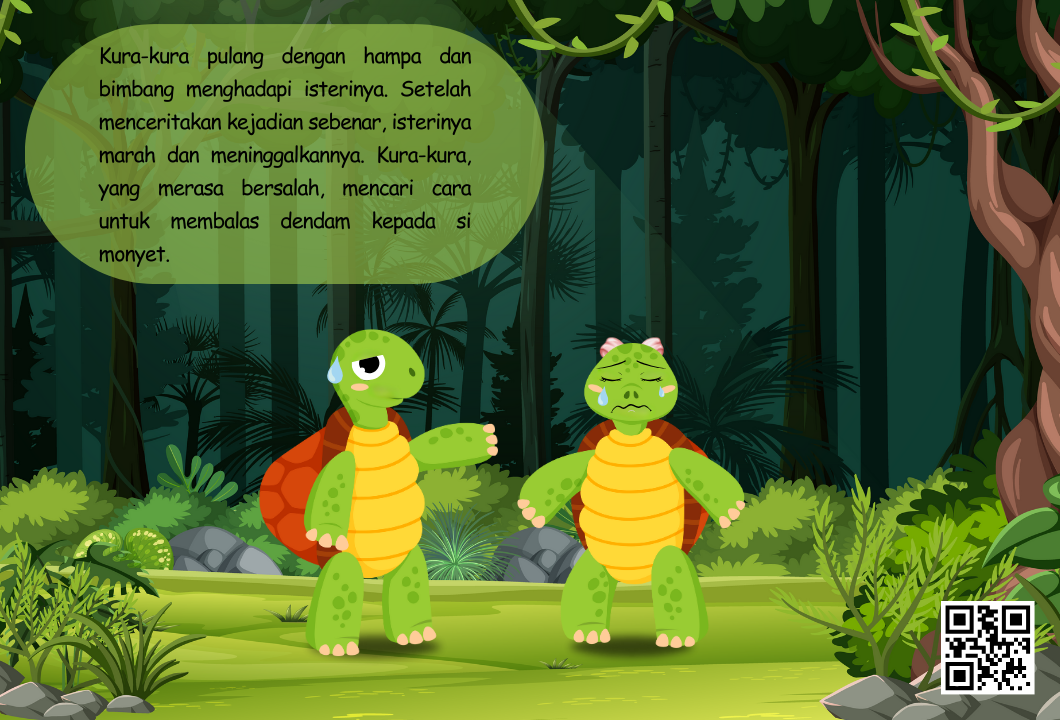 Kura-kura pulang dengan hampa dan
bimbang menghadapi isterinya. Setelah
menceritakan kejadian sebenar, isterinya
marah dan meninggalkannya. Kura-kura,
yang merasa bersalah, mencari cara
untuk membalas dendam kepada si
monyet.